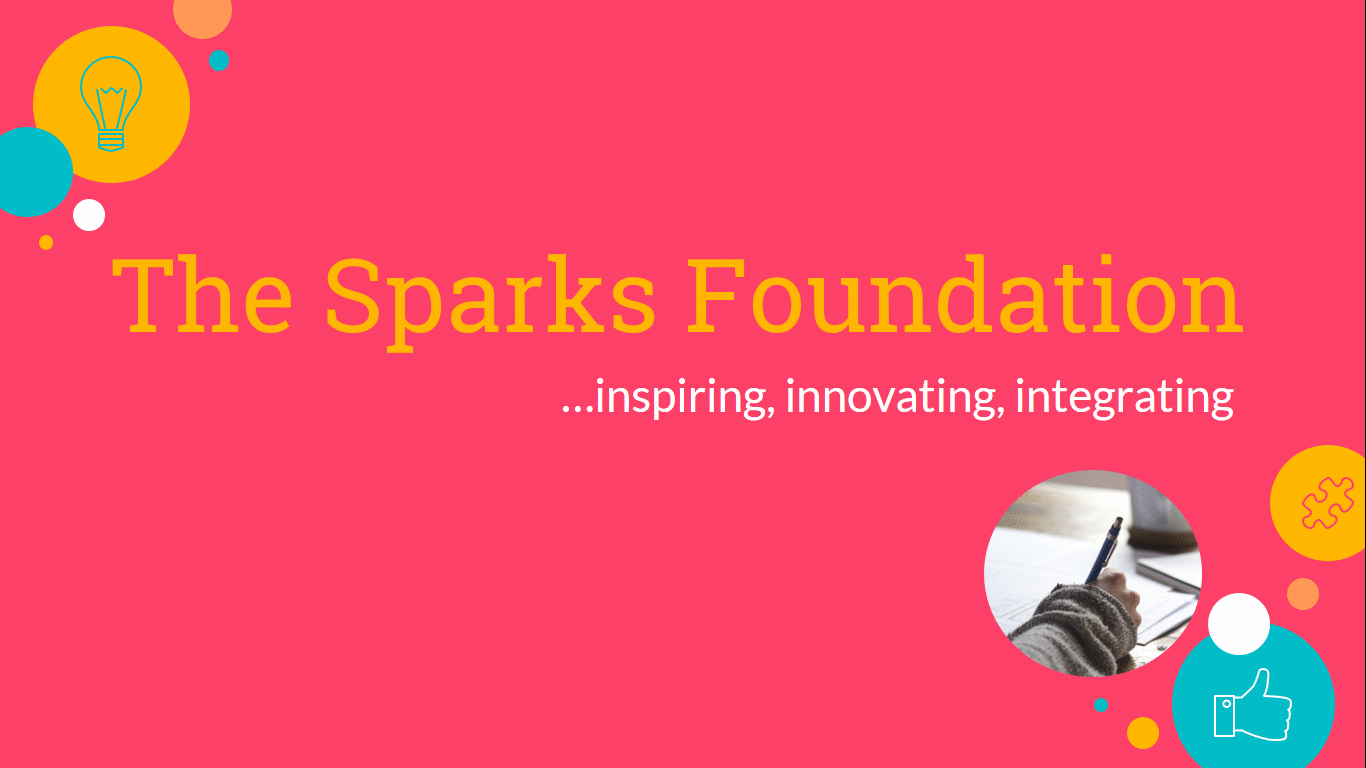 The Sparks Foundation
...inspiring, innovating, integrating